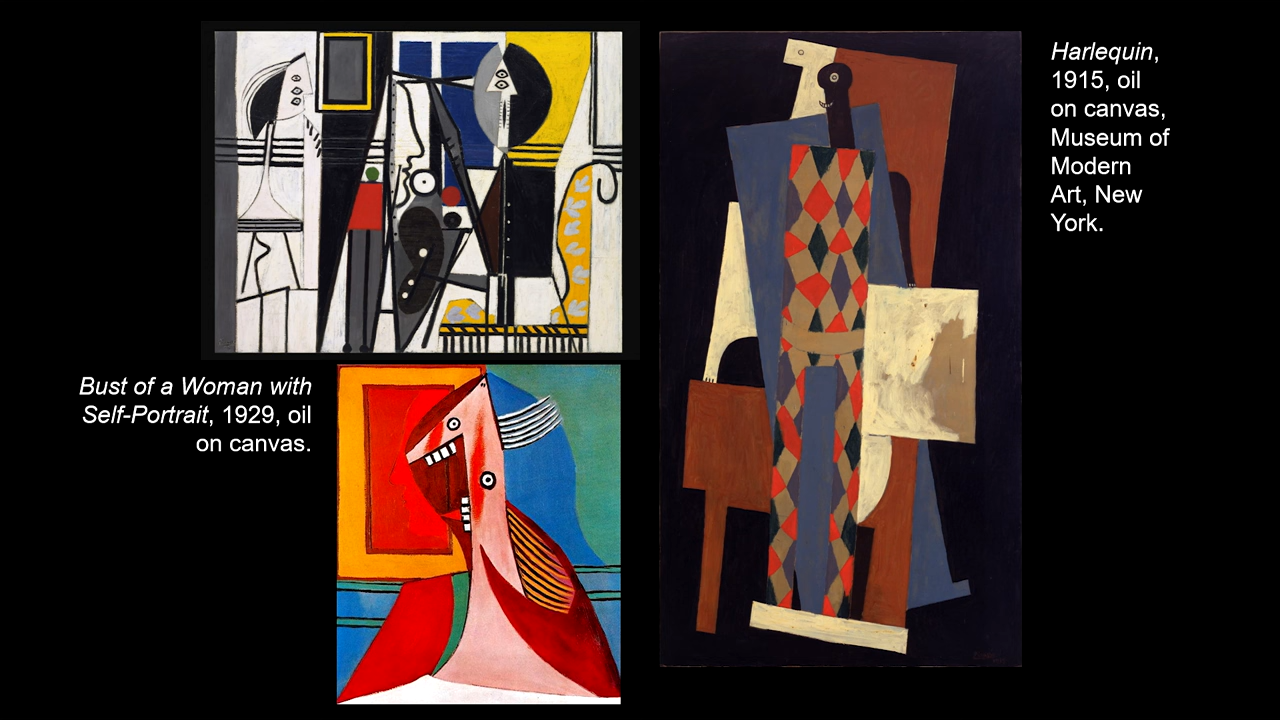 Harlequin,
1915, oil
on canvas,
Museum of
Modern
Art, New
York.
Bust of a Woman with
Self-Portrait, 1929, oil
on canvas.